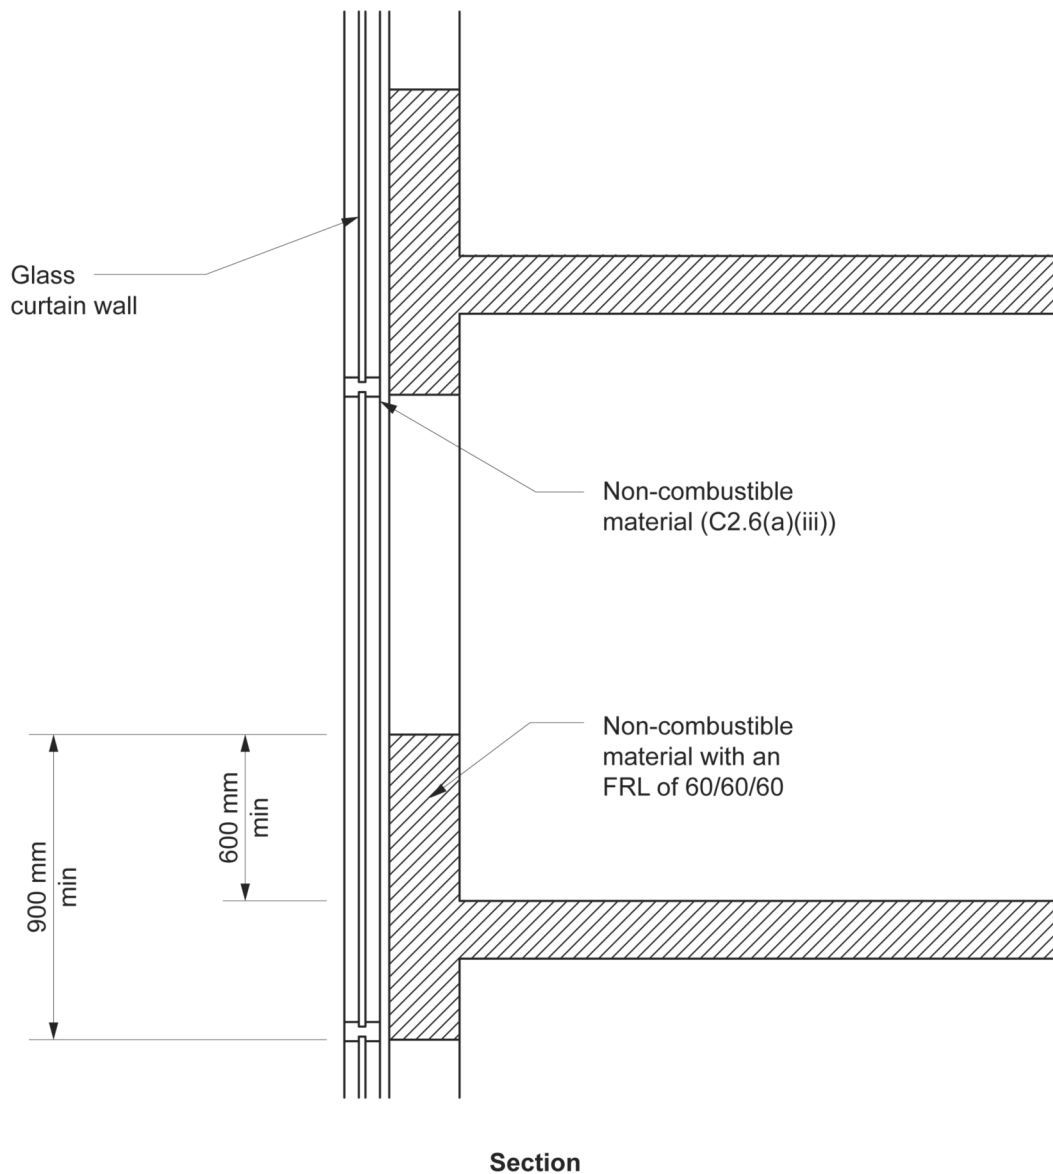 Glass
curtain wall
Non-combustible
material (C2.6(a)(iii))
Non-combustible
material with an
FRL of 60/60/60
600 mm
min
900 mm
min
Section